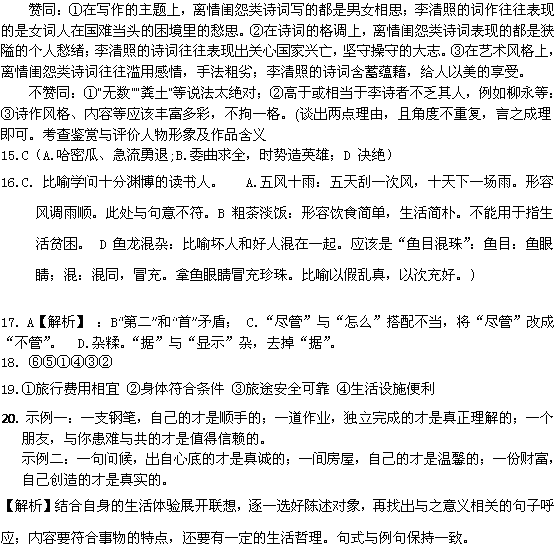 赞同：①在写作的主题上，离情闺怨类诗词写的都是男女相思；李清照的词作往往表现
的是女词人在国难当头的困境里的愁思。②在诗词的格调上，离情闺怨类诗词表现的都是狭
隘的个人愁绪；李清照的诗词往往表现出关心国家兴亡，坚守操守的大志。③在艺术风格上，
离情闺怨类诗词往往滥用感情，手法粗劣；李清照的诗词含蓄蕴藉，给人以美的享受。
不赞同：①“无数”“粪土”等说法太绝对；②高于或相当于李诗者不乏其人，例如柳永等；
③诗作风格、内容等应该丰富多彩，不拘一格。(谈出两点理由，且角度不重复，言之成理
即可。考查鉴赏与评价人物形象及作品含义
15.C（A.哈密瓜、急流勇退;B.委曲求全，时势造英雄；D 决绝）
16.C. 比喻学问十分渊博的读书人。 A.五风十雨：五天刮一次风，十天下一场雨。形容
风调雨顺。此处与句意不符。B 粗茶淡饭：形容饮食简单，生活简朴。不能用于指生
活贫困。 D 鱼龙混杂：比喻坏人和好人混在一起。应该是“鱼目混珠”：鱼目：鱼眼
睛；混：混同，冒充。拿鱼眼睛冒充珍珠。比喻以假乱真，以次充好。）
17. A【解析】 ：B“第二”和“首”矛盾； C.“尽管”与“怎么”搭配不当，将“尽管”改成
“不管”。 D.杂糅。“据”与“显示”杂，去掉“据”。
18. ⑥⑤①④③②
19.①旅行费用相宜 ②身体符合条件 ③旅途安全可靠 ④生活设施便利
20. 示例一：一支钢笔，自己的才是顺手的；一道作业，独立完成的才是真正理解的；一个
朋友，与你患难与共的才是值得信赖的。
示例二：一句问候，出自心底的才是真诚的；一间房屋，自己的才是温馨的；一份财富，
自己创造的才是真实的。
【解析】结合自身的生活体验展开联想，逐一选好陈述对象，再找出与之意义相关的句子呼
应；内容要符合事物的特点，还要有一定的生活哲理。句式与例句保持一致。